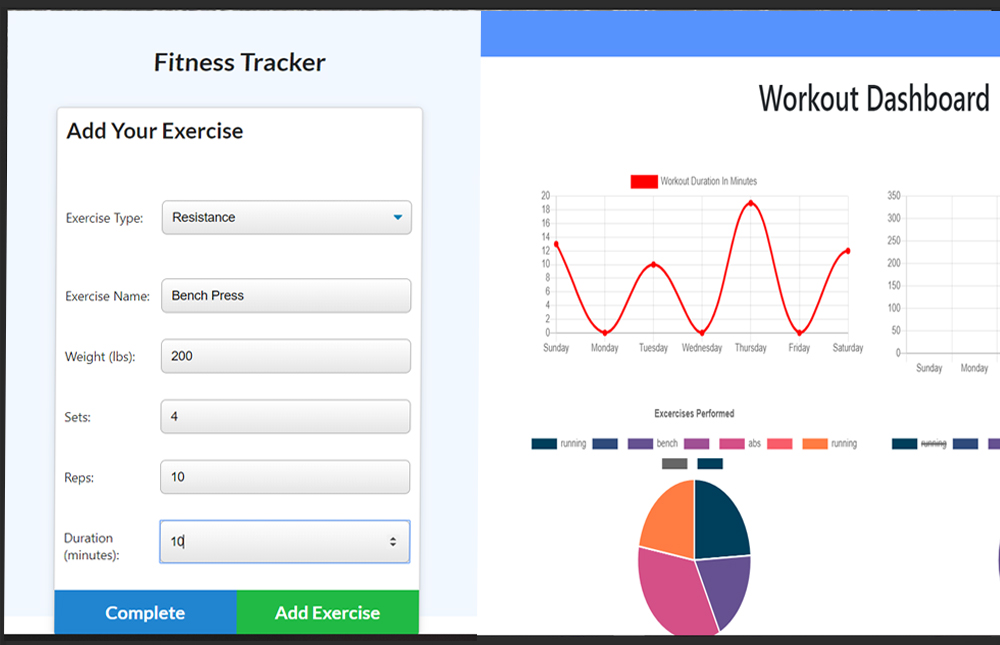 Fitness Tracker
Add Your Exercise
Exercise Type: Resistance
Exercise Name: Bench Press
Weight (lbs): 200
Sets: 4
Reps: 10
Duration (minutes): 10
Complete Add Exercise
Workout Dashboard
Workout Duration In Minutes
20
18
16
14
12
10
8
6
4
2
0
Sunday Monday Tuesday Wednesday Thursday Friday Saturday
350
300
250
200
150
100
50
0
Sunday Monday
Excercises Performed
running bench abs running
running